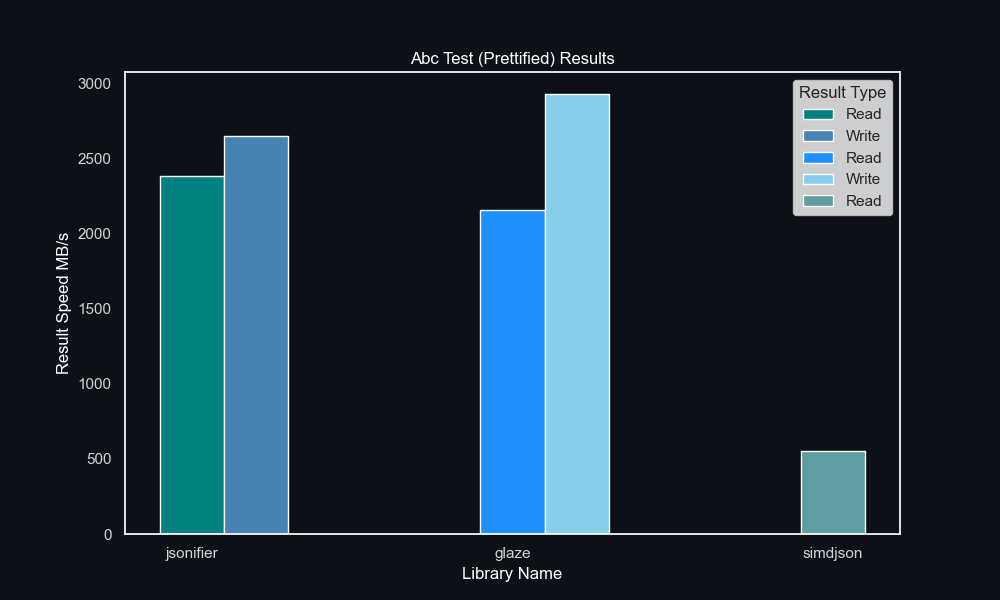 Abc Test (Prettified) Results
Result Speed MB/s
3000
2500
2000
1500
1000
500
0
Result Type
Read
Write
Read
Write
Read
jsonifier
glaze
simdjson
Library Name